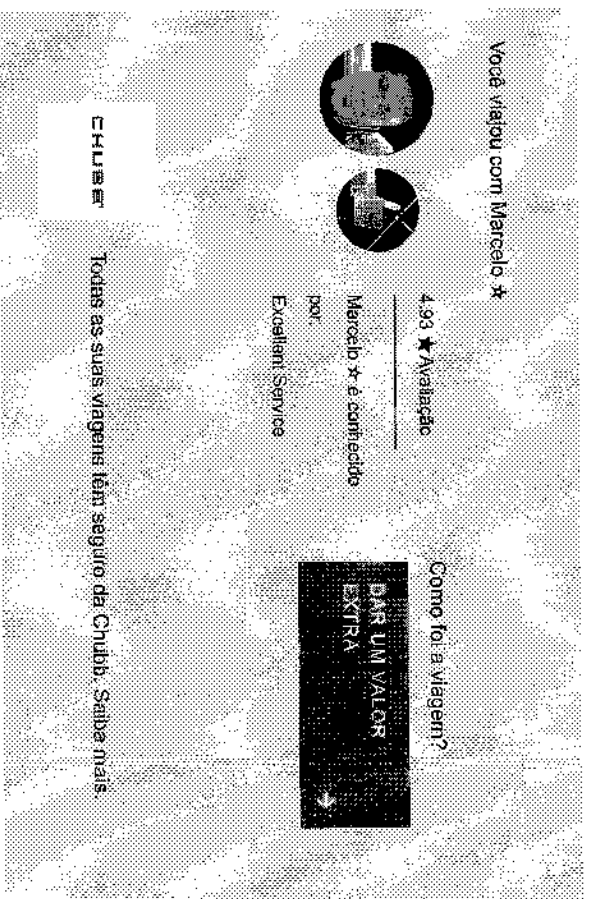 Você viajou com Marcelo ☆
4.93 ★ Avaliação
Marcelo ☆ é conhecido
por:
Excellent Service
Como foi a viagem?
DAR UM VALOR
EXTRA
CHUBB
Todas as suas viagens têm seguro da Chubb. Saiba mais.